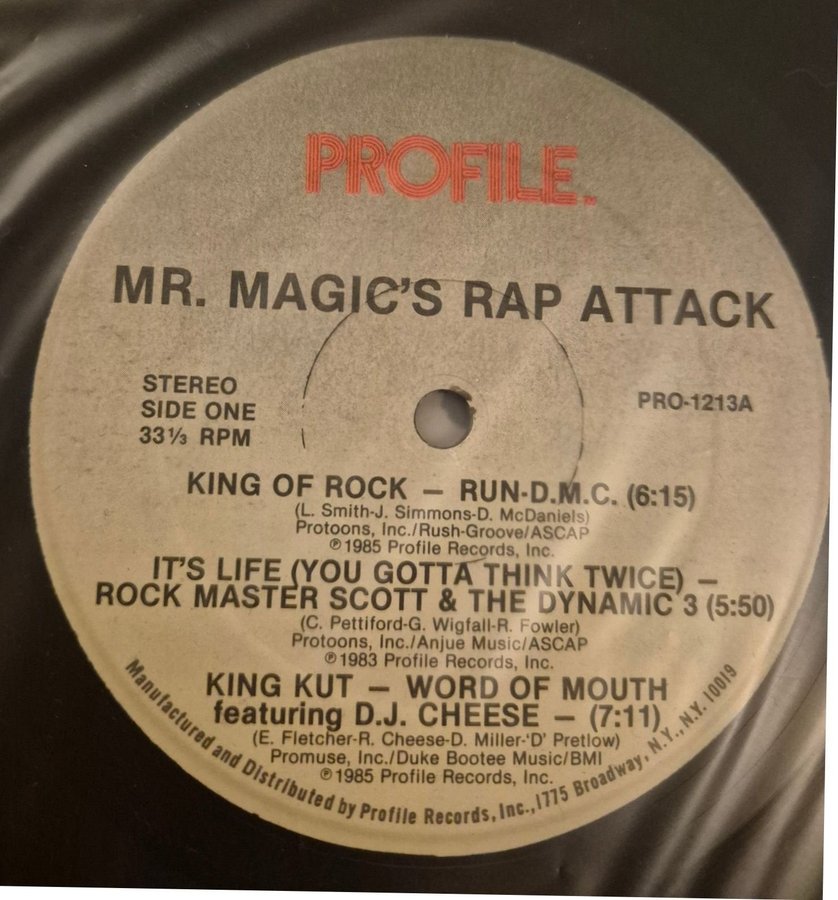 PROFILE™
MR. MAGIC'S RAP ATTACK
STEREO
SIDE ONE
33⅓ RPM
PRO-1213A
KING OF ROCK – RUN-D.M.C. (6:15)
(L. Smith-J. Simmons-D. McDaniels)
Protoons, Inc./Rush-Groove/ASCAP
℗1985 Profile Records, Inc.
IT'S LIFE (YOU GOTTA THINK TWICE) –
ROCK MASTER SCOTT & THE DYNAMIC 3 (5:50)
(C. Pettiford-G. Wigfall-R. Fowler)
Protoons, Inc./Anjue Music/ASCAP
℗1983 Profile Records, Inc.
KING KUT – WORD OF MOUTH
featuring D.J. CHEESE – (7:11)
(E. Fletcher-R. Cheese-D. Miller-'D' Pretlow)
Promuse, Inc./Duke Bootee Music/BMI
℗1985 Profile Records, Inc.
Manufactured and Distributed by Profile Records, Inc., 1775 Broadway, N.Y., N.Y. 10019